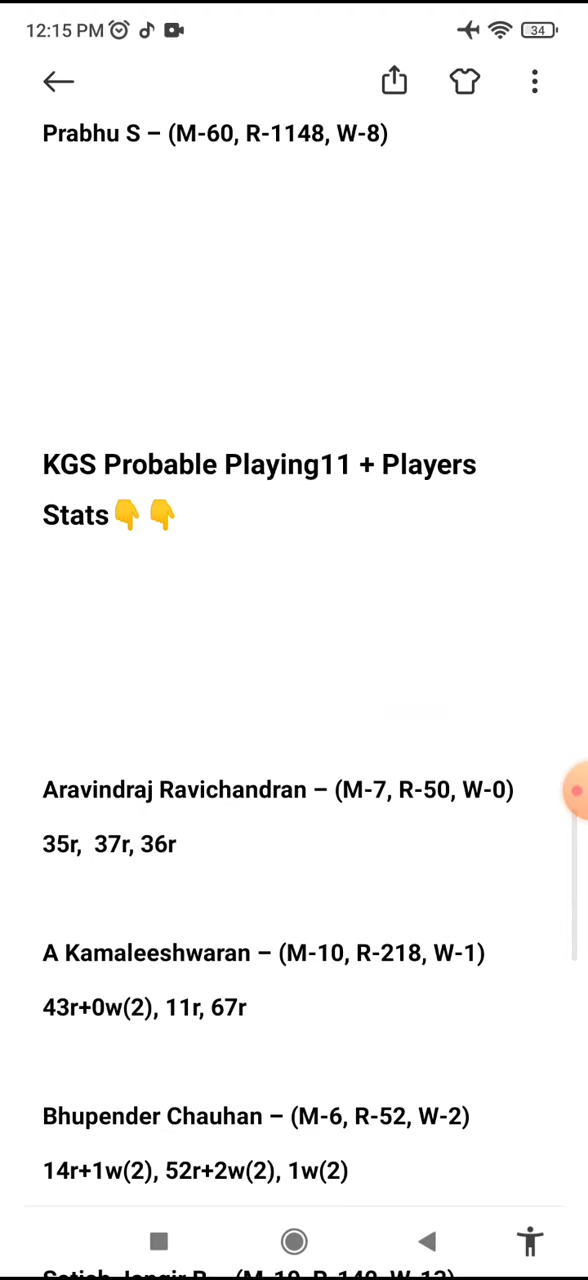 12:15 PM 34
Prabhu S – (M-60, R-1148, W-8)
KGS Probable Playing11 + Players
Stats👇👇
Aravindraj Ravichandran – (M-7, R-50, W-0)
35r,  37r, 36r
A Kamaleeshwaran – (M-10, R-218, W-1)
43r+0w(2), 11r, 67r
Bhupender Chauhan – (M-6, R-52, W-2)
14r+1w(2), 52r+2w(2), 1w(2)